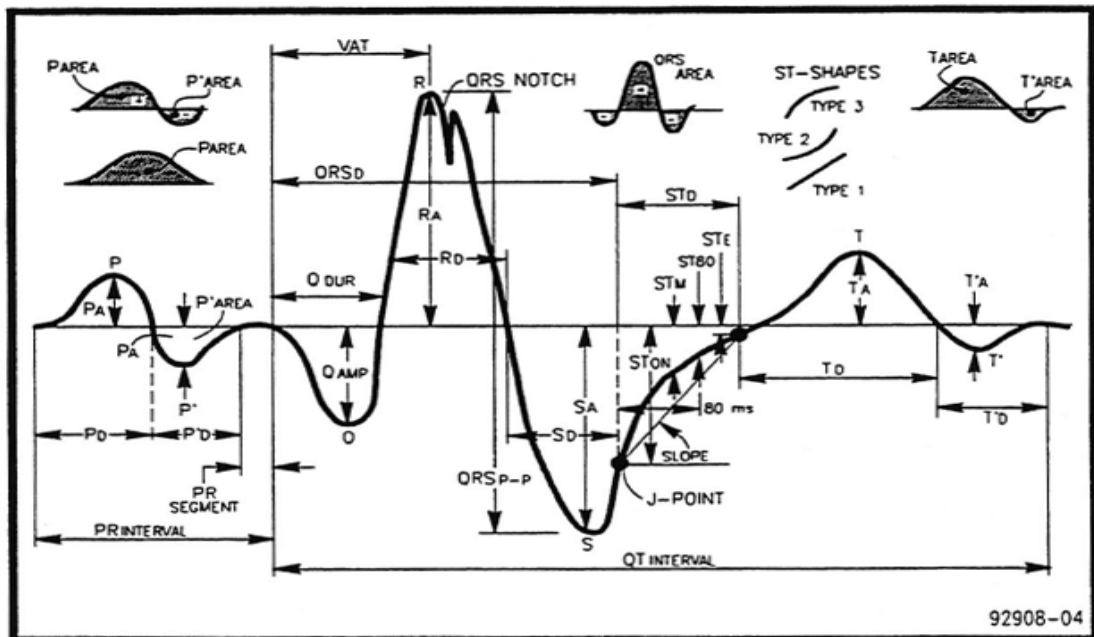 VAT
PAREA
P'AREA
PAREA
R
QRS NOTCH
QRS
AREA
ST-SHAPES
TYPE 3
TYPE 2
TYPE 1
TAREA
T'AREA
QRSD
STD
RA
STE
ST80
STM
P
PA
P'AREA
PA
P'
RD
Q DUR
QAMP
Q
T
TA
T'A
T'
STON
SA
80 ms
TD
T'D
PD
P'D
SD
SLOPE
QRSP-P
J-POINT
PR
SEGMENT
PR INTERVAL
S
QT INTERVAL
92908-04